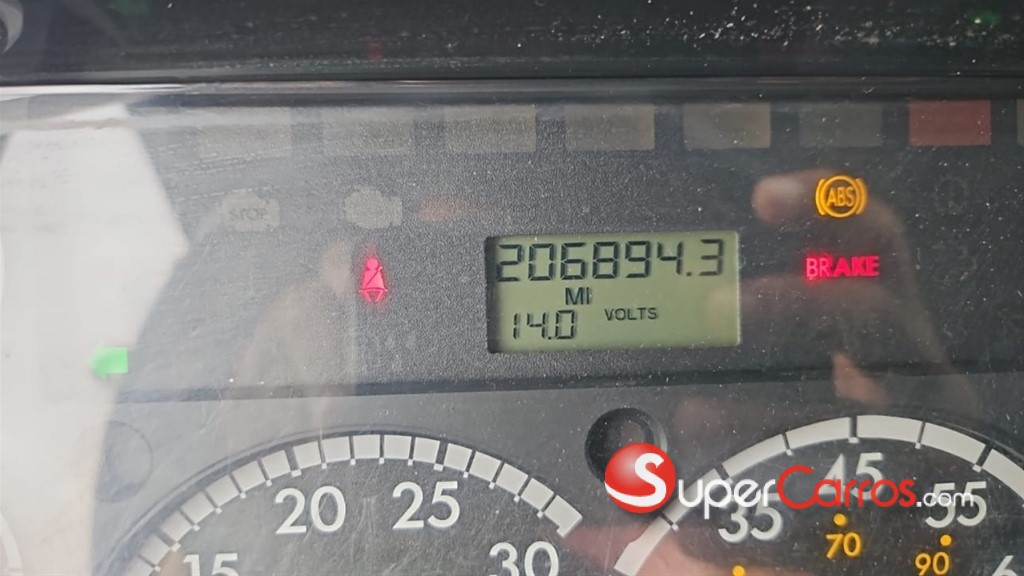 STOP
ABS
206894.3
BRAKE
MI
14.0 VOLTS
20 25
15 30
45
35 55
70
90
6
SuperCarros.com